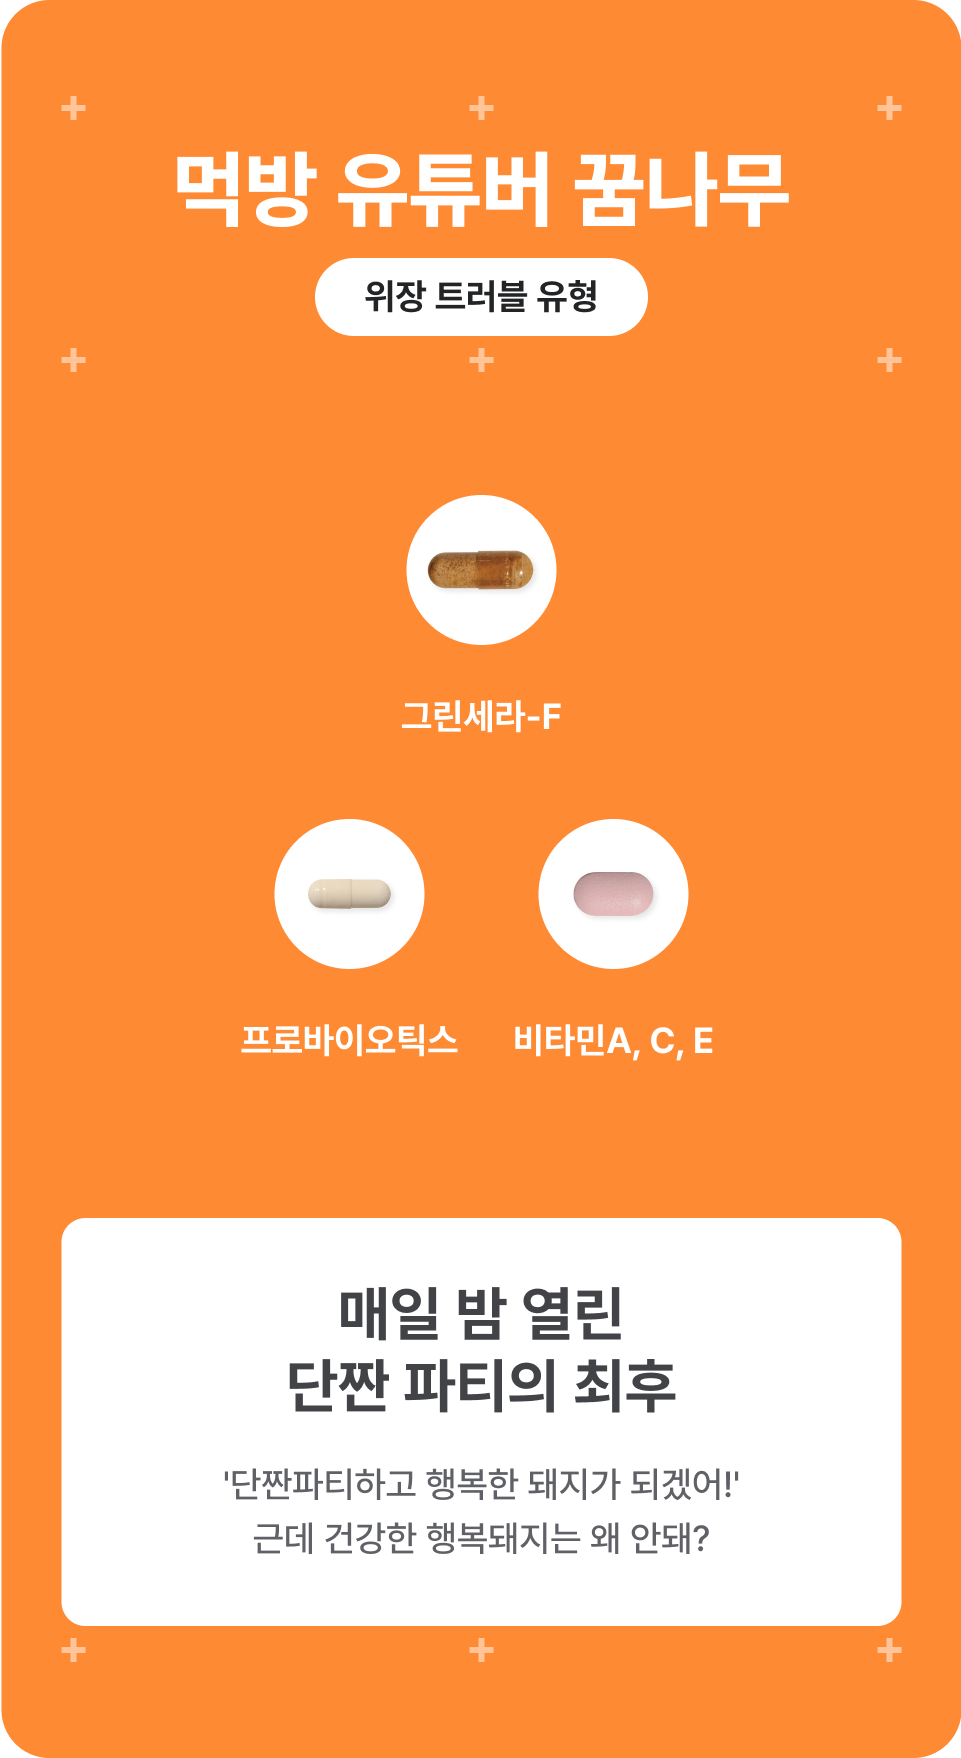 먹방 유튜버 꿈나무
위장 트러블 유형
그린세라-F
프로바이오틱스
비타민A, C, E
매일 밤 열린
단짠 파티의 최후
'단짠파티하고 행복한 돼지가 되겠어!'
근데 건강한 행복돼지는 왜 안돼?